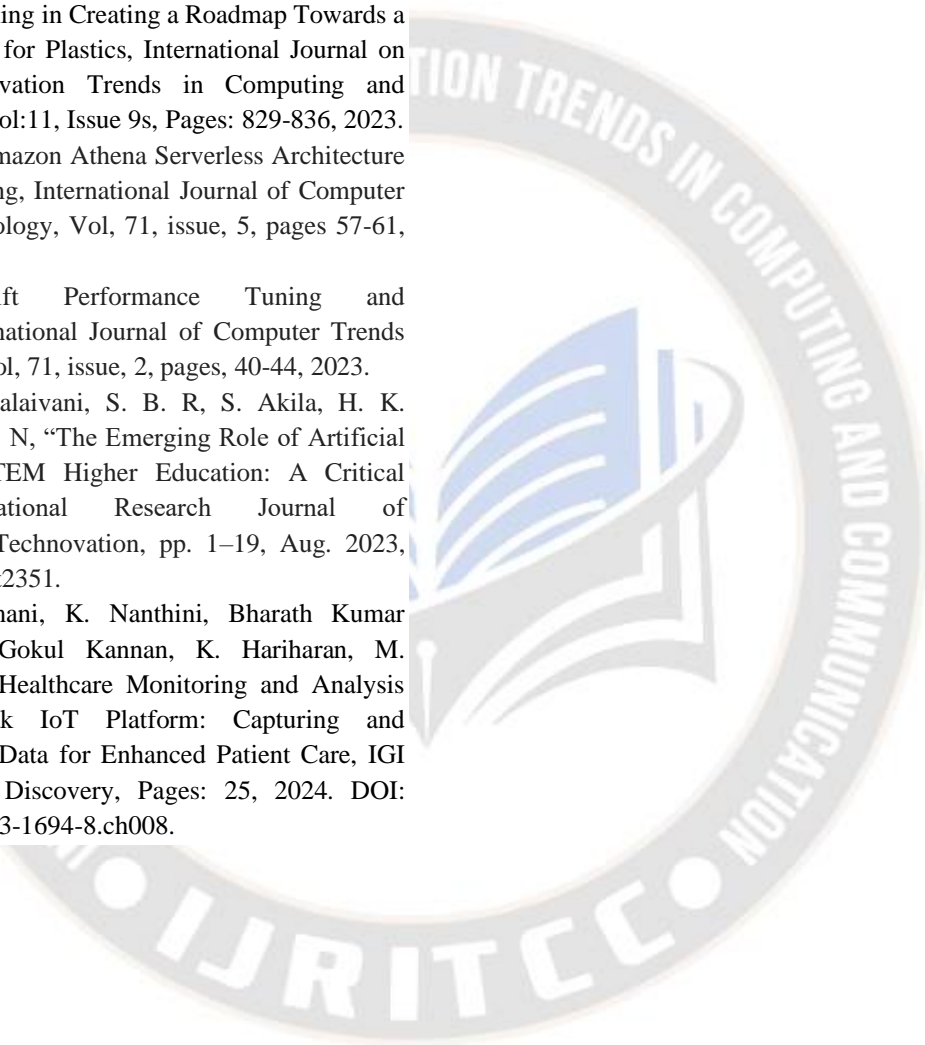 ing in Creating a Roadmap Towards a
for Plastics, International Journal on
vation Trends in Computing and
ol:11, Issue 9s, Pages: 829-836, 2023.
mazon Athena Serverless Architecture
ng, International Journal of Computer
ology, Vol, 71, issue, 5, pages 57-61,
ift Performance Tuning and
national Journal of Computer Trends
ol, 71, issue, 2, pages, 40-44, 2023.
alaivani, S. B. R, S. Akila, H. K.
N, “The Emerging Role of Artificial
TEM Higher Education: A Critical
ational Research Journal of
Technovation, pp. 1–19, Aug. 2023,
2351.
nani, K. Nanthini, Bharath Kumar
Gokul Kannan, K. Hariharan, M.
Healthcare Monitoring and Analysis
k IoT Platform: Capturing and
Data for Enhanced Patient Care, IGI
Discovery, Pages: 25, 2024. DOI:
3-1694-8.ch008.
TION TRENDS IN COMPUTING AND COMMUNICATION
IJRITCC